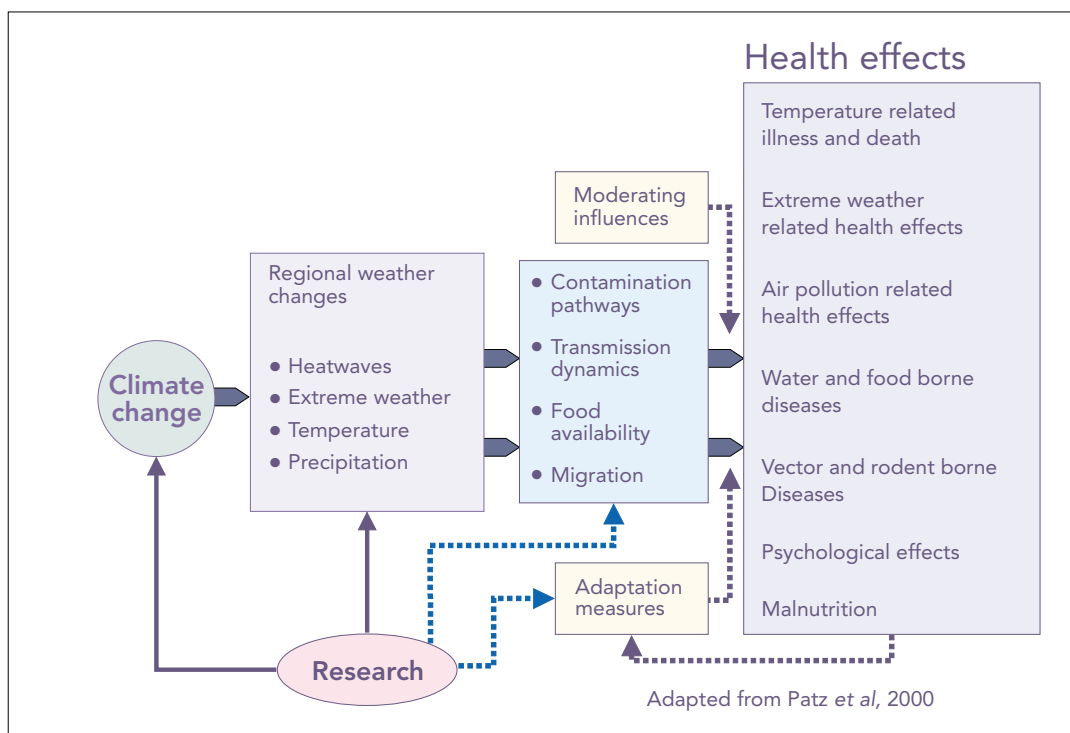 Health effects
Temperature related
illness and death
Extreme weather
related health effects
Air pollution related
health effects
Water and food borne
diseases
Vector and rodent borne
Diseases
Psychological effects
Malnutrition
Moderating
influences
Regional weather
changes
• Heatwaves
• Extreme weather
• Temperature
• Precipitation
• Contamination
pathways
• Transmission
dynamics
• Food
availability
• Migration
Climate
change
Adaptation
measures
Research
Adapted from Patz et al, 2000